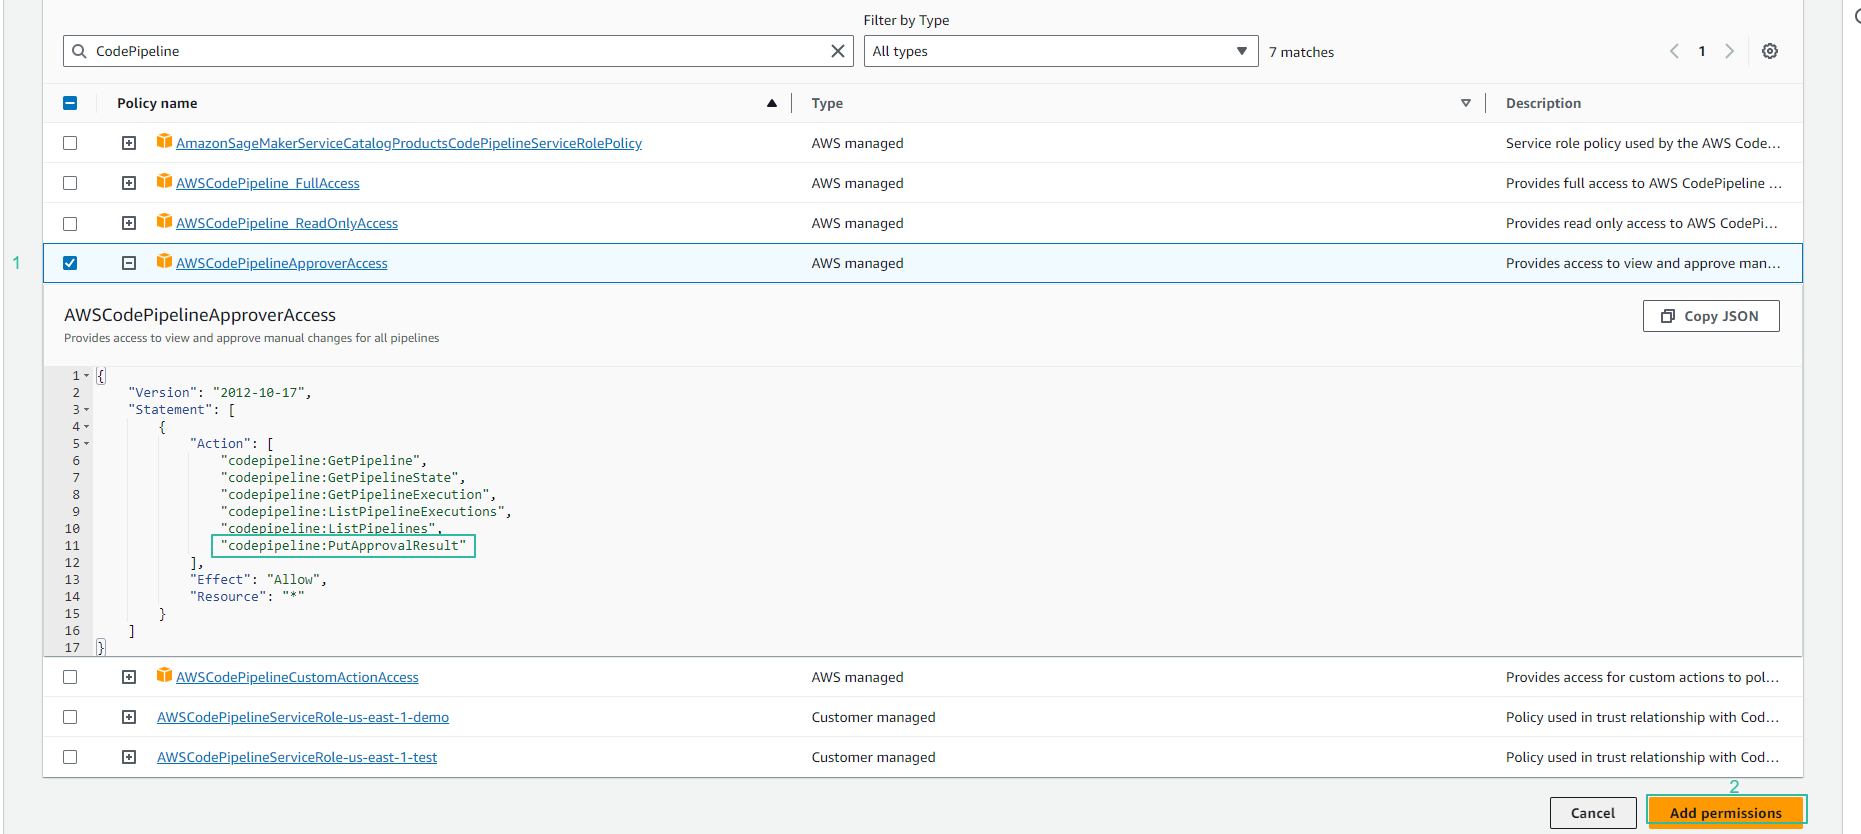 Filter by Type
CodePipeline
All types
7 matches
1
Policy name
Type
Description
AmazonSageMakerServiceCatalogProductsCodePipelineServiceRolePolicy
AWS managed
Service role policy used by the AWS Code...
AWSCodePipeline_FullAccess
AWS managed
Provides full access to AWS CodePipeline ...
AWSCodePipeline_ReadOnlyAccess
AWS managed
Provides read only access to AWS CodePi...
1
AWSCodePipelineApproverAccess
AWS managed
Provides access to view and approve man...
AWSCodePipelineApproverAccess
Provides access to view and approve manual changes for all pipelines
Copy JSON
1 {
2 "Version": "2012-10-17",
3 "Statement": [
4 {
5 "Action": [
6 "codepipeline:GetPipeline",
7 "codepipeline:GetPipelineState",
8 "codepipeline:GetPipelineExecution",
9 "codepipeline:ListPipelineExecutions",
10 "codepipeline:ListPipelines",
11 "codepipeline:PutApprovalResult"
12 ],
13 "Effect": "Allow",
14 "Resource": "*"
15 }
16 ]
17 }
AWSCodePipelineCustomActionAccess
AWS managed
Provides access for custom actions to pol...
AWSCodePipelineServiceRole-us-east-1-demo
Customer managed
Policy used in trust relationship with Cod...
AWSCodePipelineServiceRole-us-east-1-test
Customer managed
Policy used in trust relationship with Cod...
2
Cancel
Add permissions